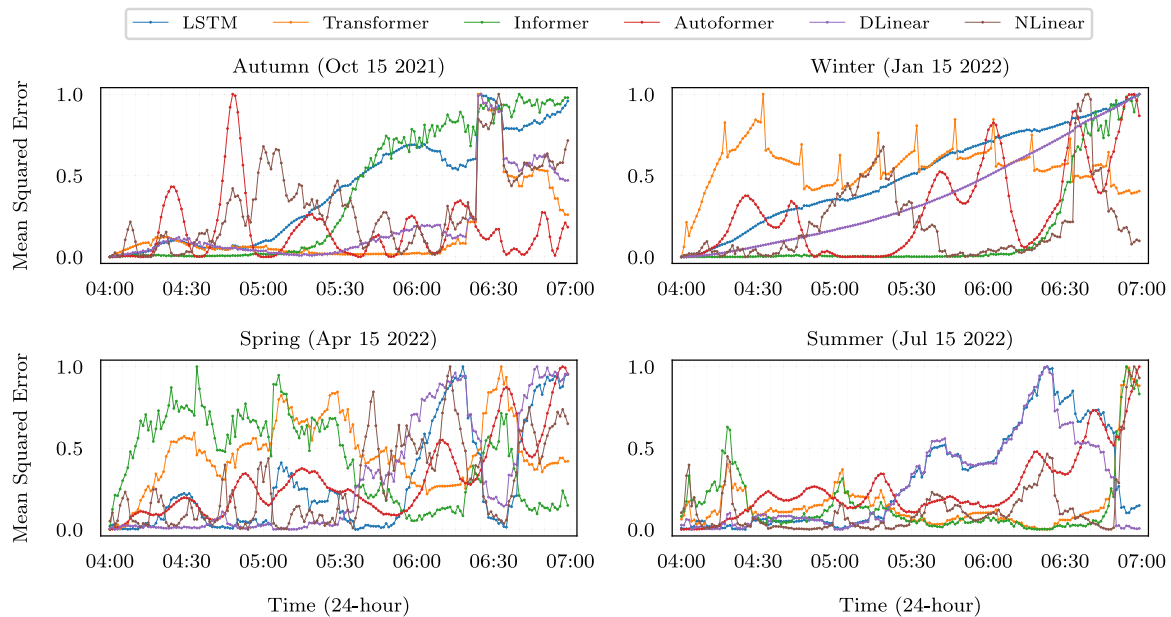 LSTM Transformer Informer Autoformer DLinear NLinear
Autumn (Oct 15 2021)
Mean Squared Error
1.0
0.5
0.0
04:00 04:30 05:00 05:30 06:00 06:30 07:00
Winter (Jan 15 2022)
1.0
0.5
0.0
04:00 04:30 05:00 05:30 06:00 06:30 07:00
Spring (Apr 15 2022)
Mean Squared Error
1.0
0.5
0.0
04:00 04:30 05:00 05:30 06:00 06:30 07:00
Time (24-hour)
Summer (Jul 15 2022)
1.0
0.5
0.0
04:00 04:30 05:00 05:30 06:00 06:30 07:00
Time (24-hour)